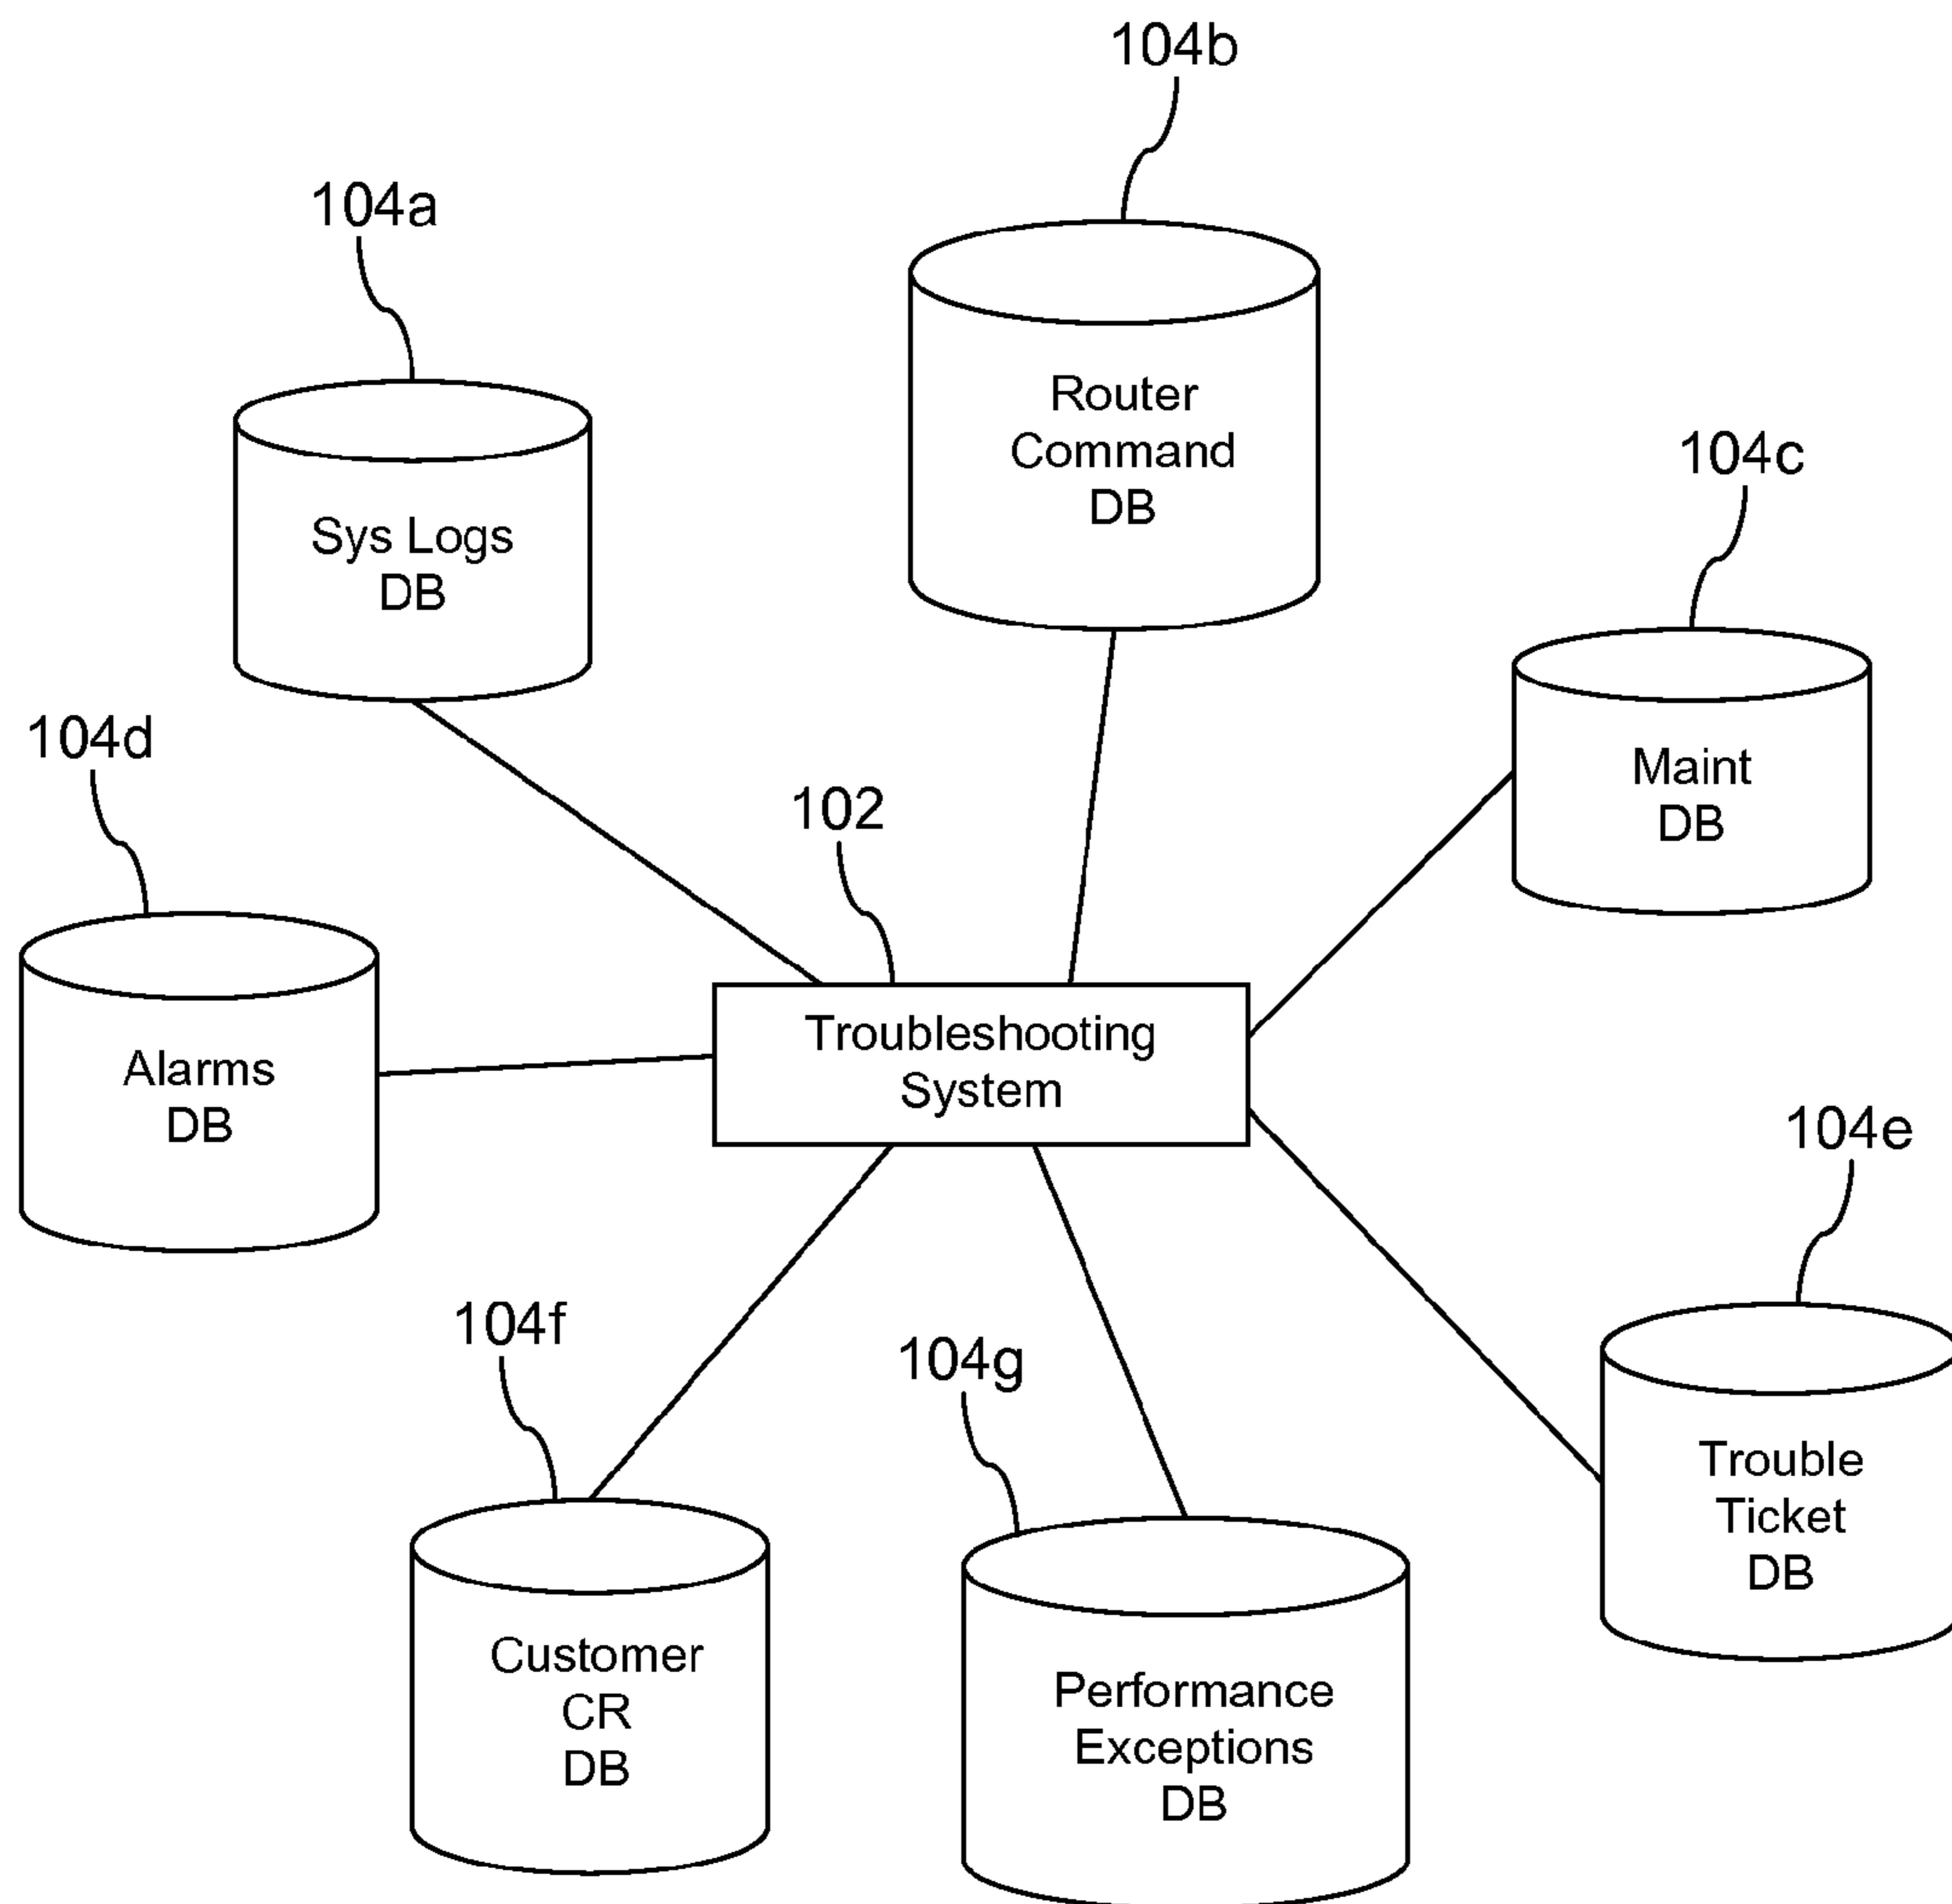 104b
104a
Router
Command
DB
104c
Sys Logs
DB
104d
Maint
DB
102
Troubleshooting
System
Alarms
DB
104e
104f
104g
Trouble
Ticket
DB
Customer
CR
DB
Performance
Exceptions
DB